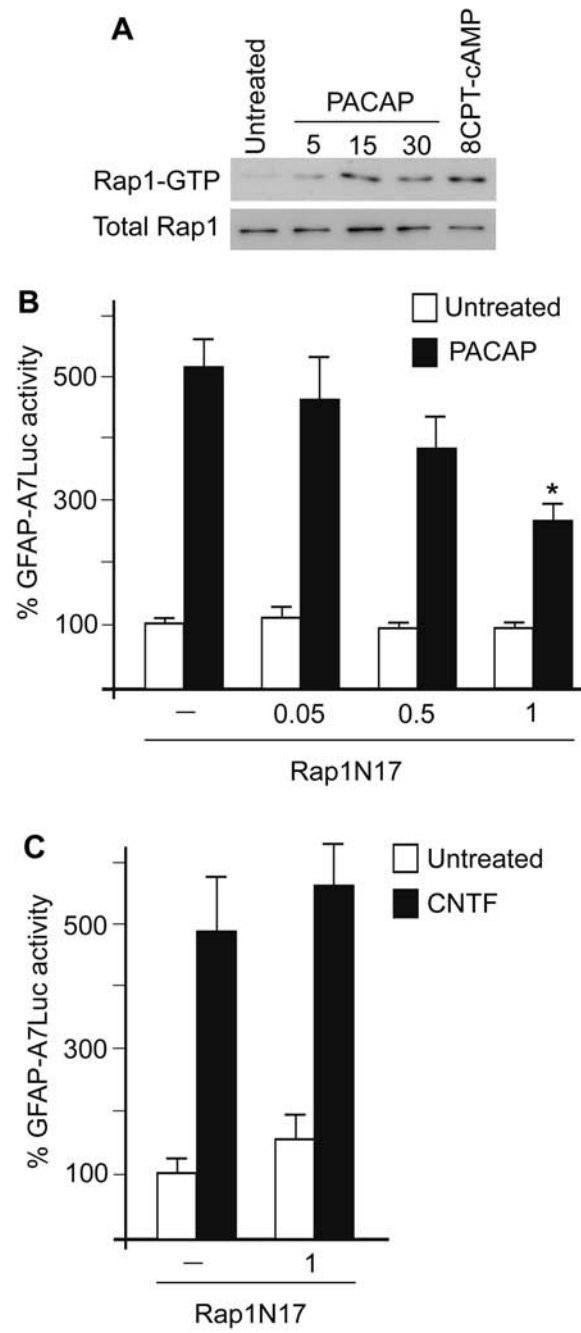 A
Untreated
PACAP
8CPT-cAMP
5 15 30
Rap1-GTP
Total Rap1
B
Untreated
PACAP
% GFAP-A7Luc activity
500
300
100
*
— 0.05 0.5 1
Rap1N17
C
Untreated
CNTF
% GFAP-A7Luc activity
500
300
100
— 1
Rap1N17